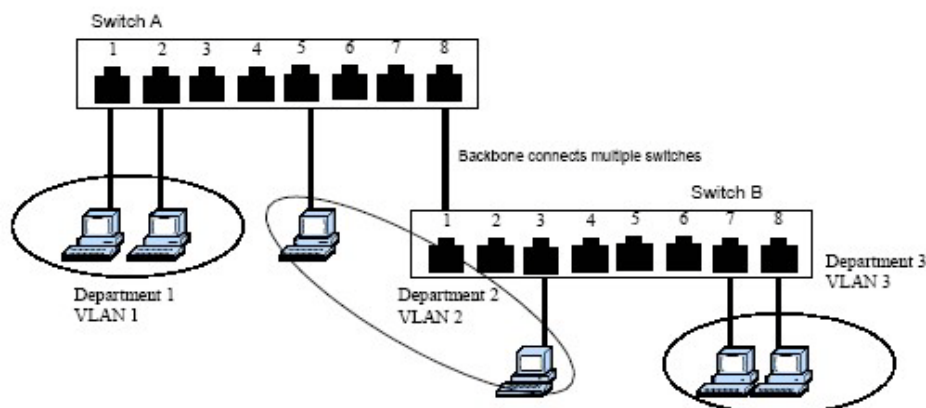 Switch A
1 2 3 4 5 6 7 8
Backbone connects multiple switches
Switch B
1 2 3 4 5 6 7 8
Department 1
VLAN 1
Department 2
VLAN 2
Department 3
VLAN 3